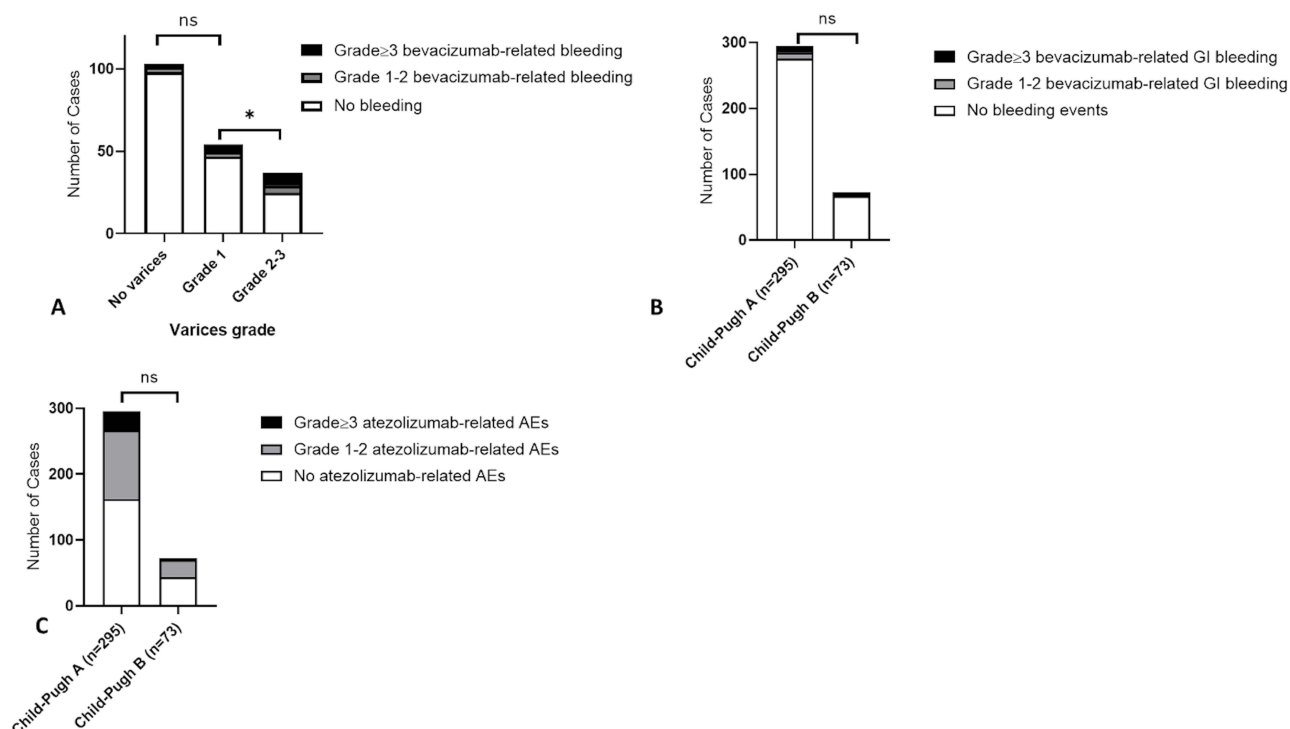 ns
Grade≥3 bevacizumab-related bleeding
Grade 1-2 bevacizumab-related bleeding
No bleeding
*
Number of Cases
100
50
0
No varices
Grade 1
Grade 2-3
Varices grade
A
ns
Grade≥3 bevacizumab-related GI bleeding
Grade 1-2 bevacizumab-related GI bleeding
No bleeding events
Number of Cases
300
200
100
0
Child-Pugh A (n=295)
Child-Pugh B (n=73)
B
ns
Grade≥3 atezolizumab-related AEs
Grade 1-2 atezolizumab-related AEs
No atezolizumab-related AEs
Number of Cases
300
200
100
0
Child-Pugh A (n=295)
Child-Pugh B (n=73)
C